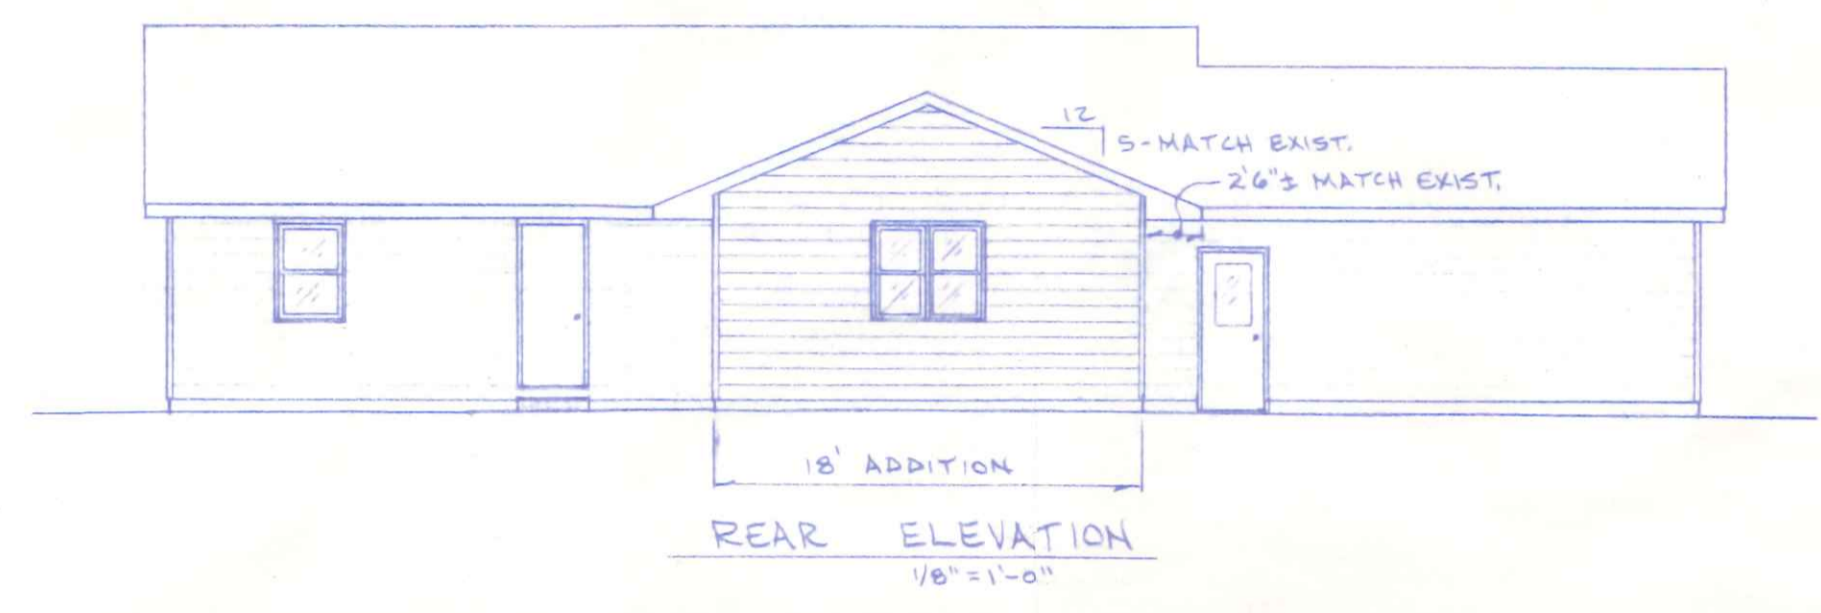 12
5-MATCH EXIST.
2'6"± MATCH EXIST.
18' ADDITION
REAR ELEVATION
1/8"=1'-0"